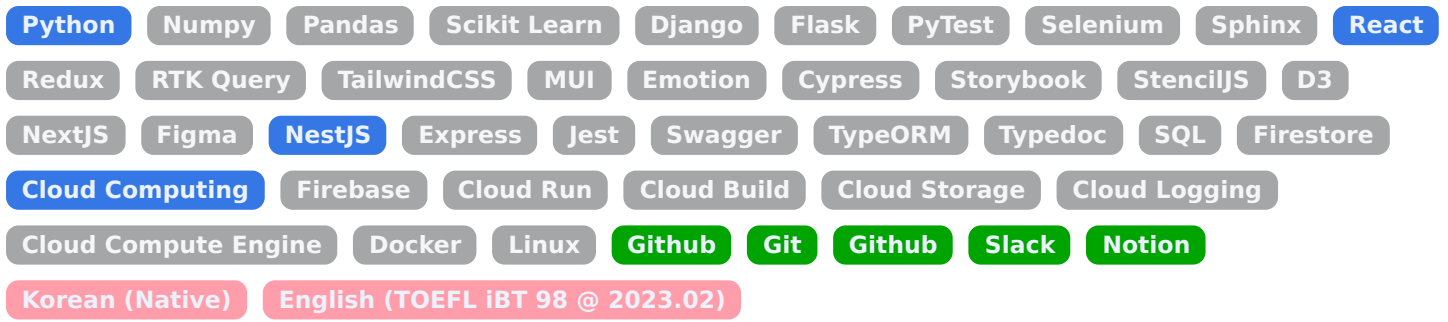 Python Numpy Pandas Scikit Learn Django Flask PyTest Selenium Sphinx React
Redux RTK Query TailwindCSS MUI Emotion Cypress Storybook StencilJS D3
NextJS Figma NestJS Express Jest Swagger TypeORM Typedoc SQL Firestore
Cloud Computing Firebase Cloud Run Cloud Build Cloud Storage Cloud Logging
Cloud Compute Engine Docker Linux Github Git Github Slack Notion
Korean (Native) English (TOEFL iBT 98 @ 2023.02)